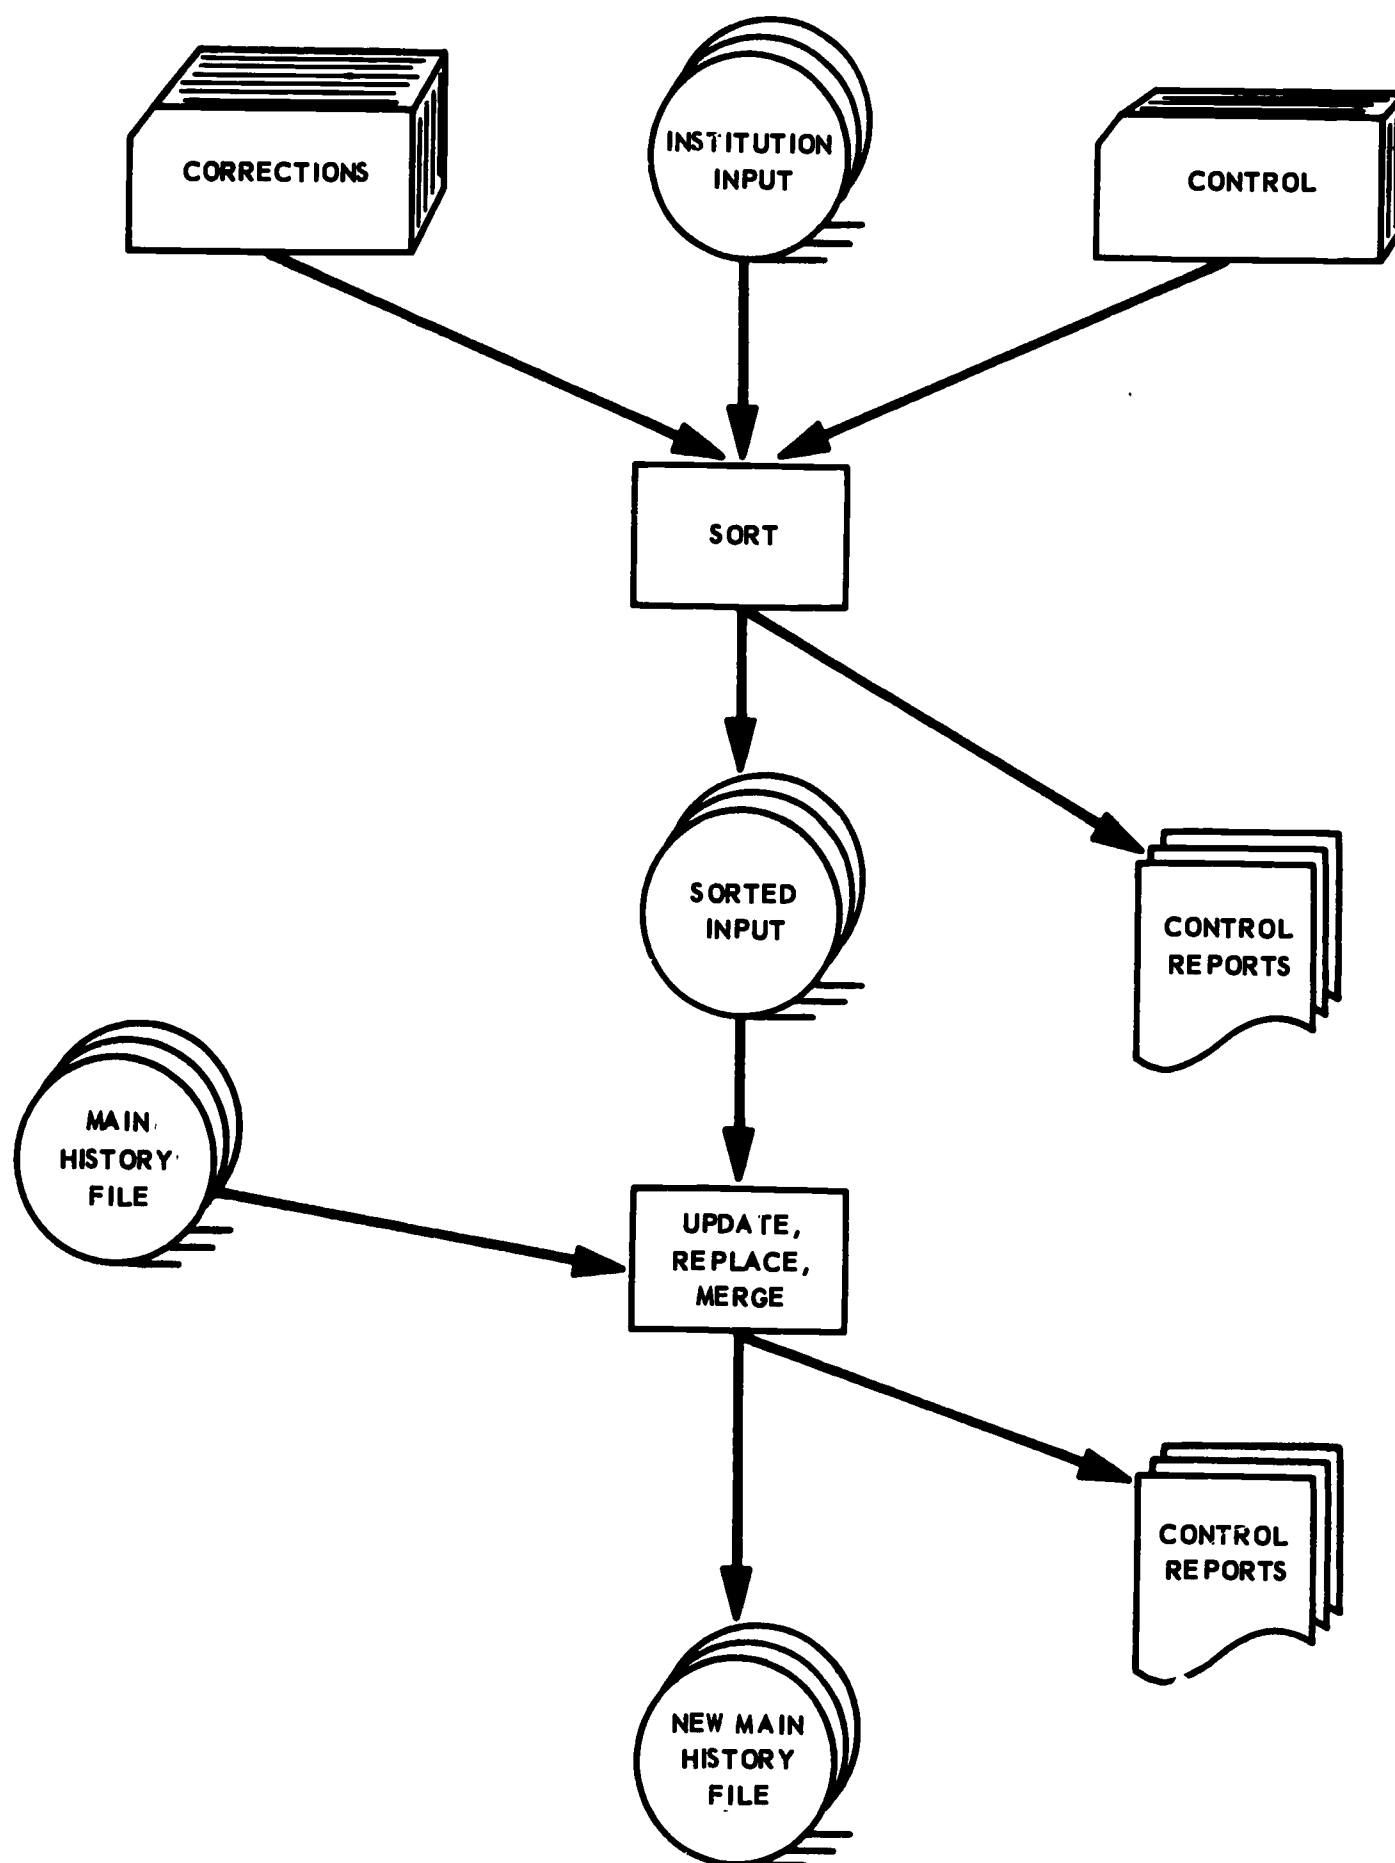 CORRECTIONS
INSTITUTION
INPUT
CONTROL
SORT
SORTED
INPUT
CONTROL
REPORTS
MAIN
HISTORY
FILE
UPDATE,
REPLACE,
MERGE
CONTROL
REPORTS
NEW MAIN
HISTORY
FILE